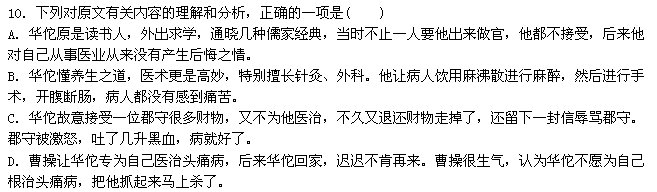 10. 下列对原文有关内容的理解和分析，正确的一项是(　　)
A. 华佗原是读书人，外出求学，通晓几种儒家经典，当时不止一人要他出来做官，他都不接受，后来他
对自己从事医业从来没有产生后悔之情。
B. 华佗懂养生之道，医术更是高妙，特别擅长针灸、外科。他让病人饮用麻沸散进行麻醉，然后进行手
术，开腹断肠，病人都没有感到痛苦。
C. 华佗故意接受一位郡守很多财物，又不为他医治，不久又退还财物走掉了，还留下一封信辱骂郡守。
郡守被激怒，吐了几升黑血，病就好了。
D. 曹操让华佗专为自己医治头痛病，后来华佗回家，迟迟不肯再来。曹操很生气，认为华佗不愿为自己
根治头痛病，把他抓起来马上杀了。